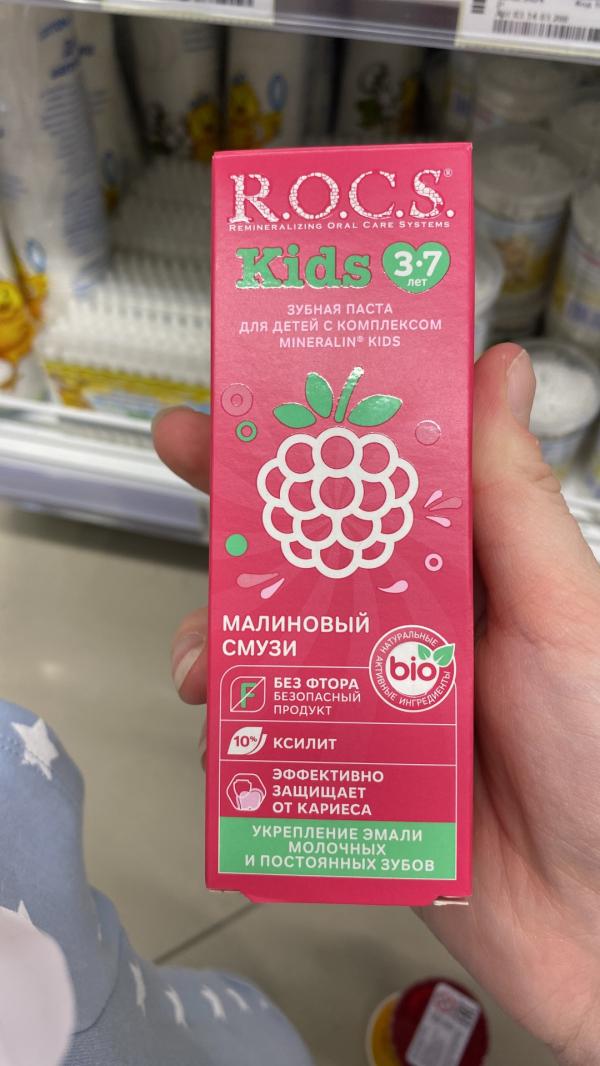 R.O.C.S.®
REMINERALIZING ORAL CARE SYSTEMS
Kids
3-7
лет
ЗУБНАЯ ПАСТА
ДЛЯ ДЕТЕЙ С КОМПЛЕКСОМ
MINERALIN® KIDS
МАЛИНОВЫЙ
СМУЗИ
НАТУРАЛЬНЫЕ
bio
АКТИВНЫЕ ИНГРЕДИЕНТЫ
F
БЕЗ ФТОРА
БЕЗОПАСНЫЙ
ПРОДУКТ
10%
КСИЛИТ
ЭФФЕКТИВНО
ЗАЩИЩАЕТ
ОТ КАРИЕСА
УКРЕПЛЕНИЕ ЭМАЛИ
МОЛОЧНЫХ
И ПОСТОЯННЫХ ЗУБОВ